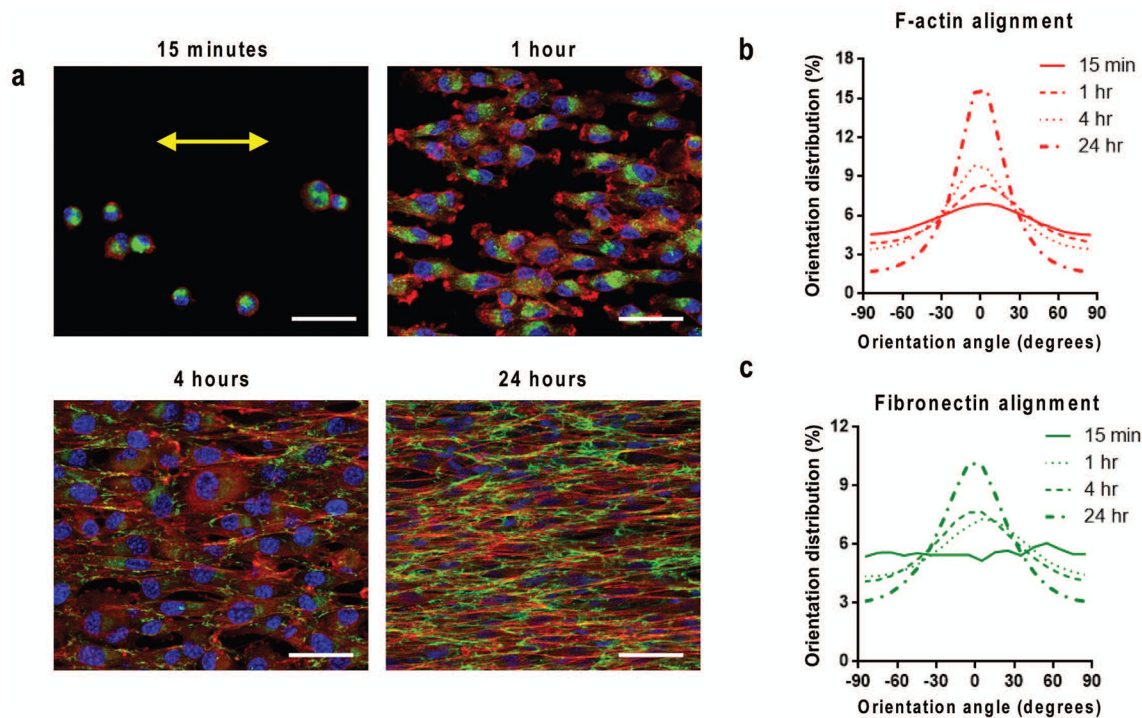 a
15 minutes
1 hour
4 hours
24 hours
b
F-actin alignment
Orientation distribution (%)
18
15
12
9
6
3
0
-90 -60 -30 0 30 60 90
Orientation angle (degrees)
15 min
1 hr
4 hr
24 hr
c
Fibronectin alignment
Orientation distribution (%)
12
9
6
3
0
-90 -60 -30 0 30 60 90
Orientation angle (degrees)
15 min
1 hr
4 hr
24 hr